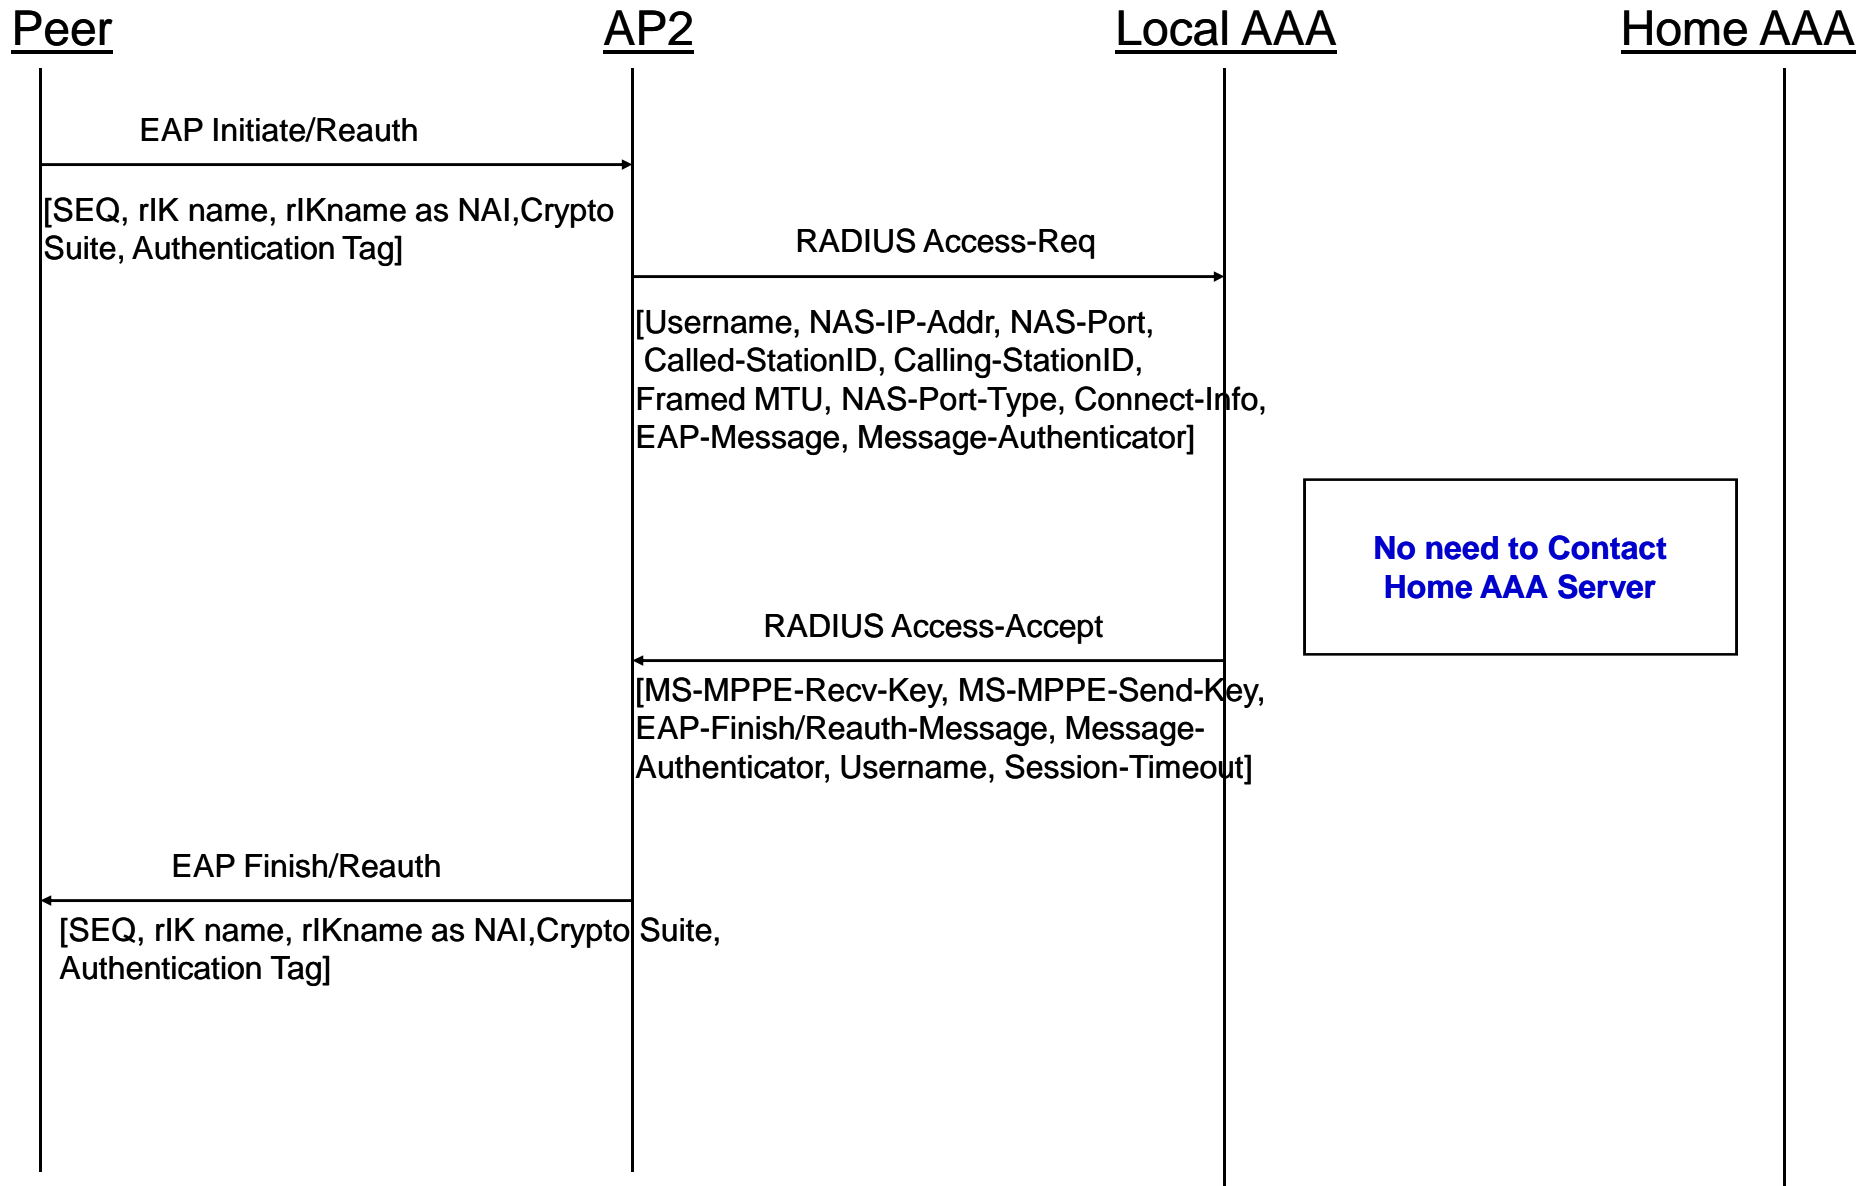 Peer
AP2
Local AAA
Home AAA
EAP Initiate/Reauth
[SEQ, rIK name, rIKname as NAI,Crypto
Suite, Authentication Tag]
RADIUS Access-Req
[Username, NAS-IP-Addr, NAS-Port,
Called-StationID, Calling-StationID,
Framed MTU, NAS-Port-Type, Connect-Info,
EAP-Message, Message-Authenticator]
No need to Contact
Home AAA Server
RADIUS Access-Accept
[MS-MPPE-Recv-Key, MS-MPPE-Send-Key,
EAP-Finish/Reauth-Message, Message-
Authenticator, Username, Session-Timeout]
EAP Finish/Reauth
[SEQ, rIK name, rIKname as NAI,Crypto Suite,
Authentication Tag]